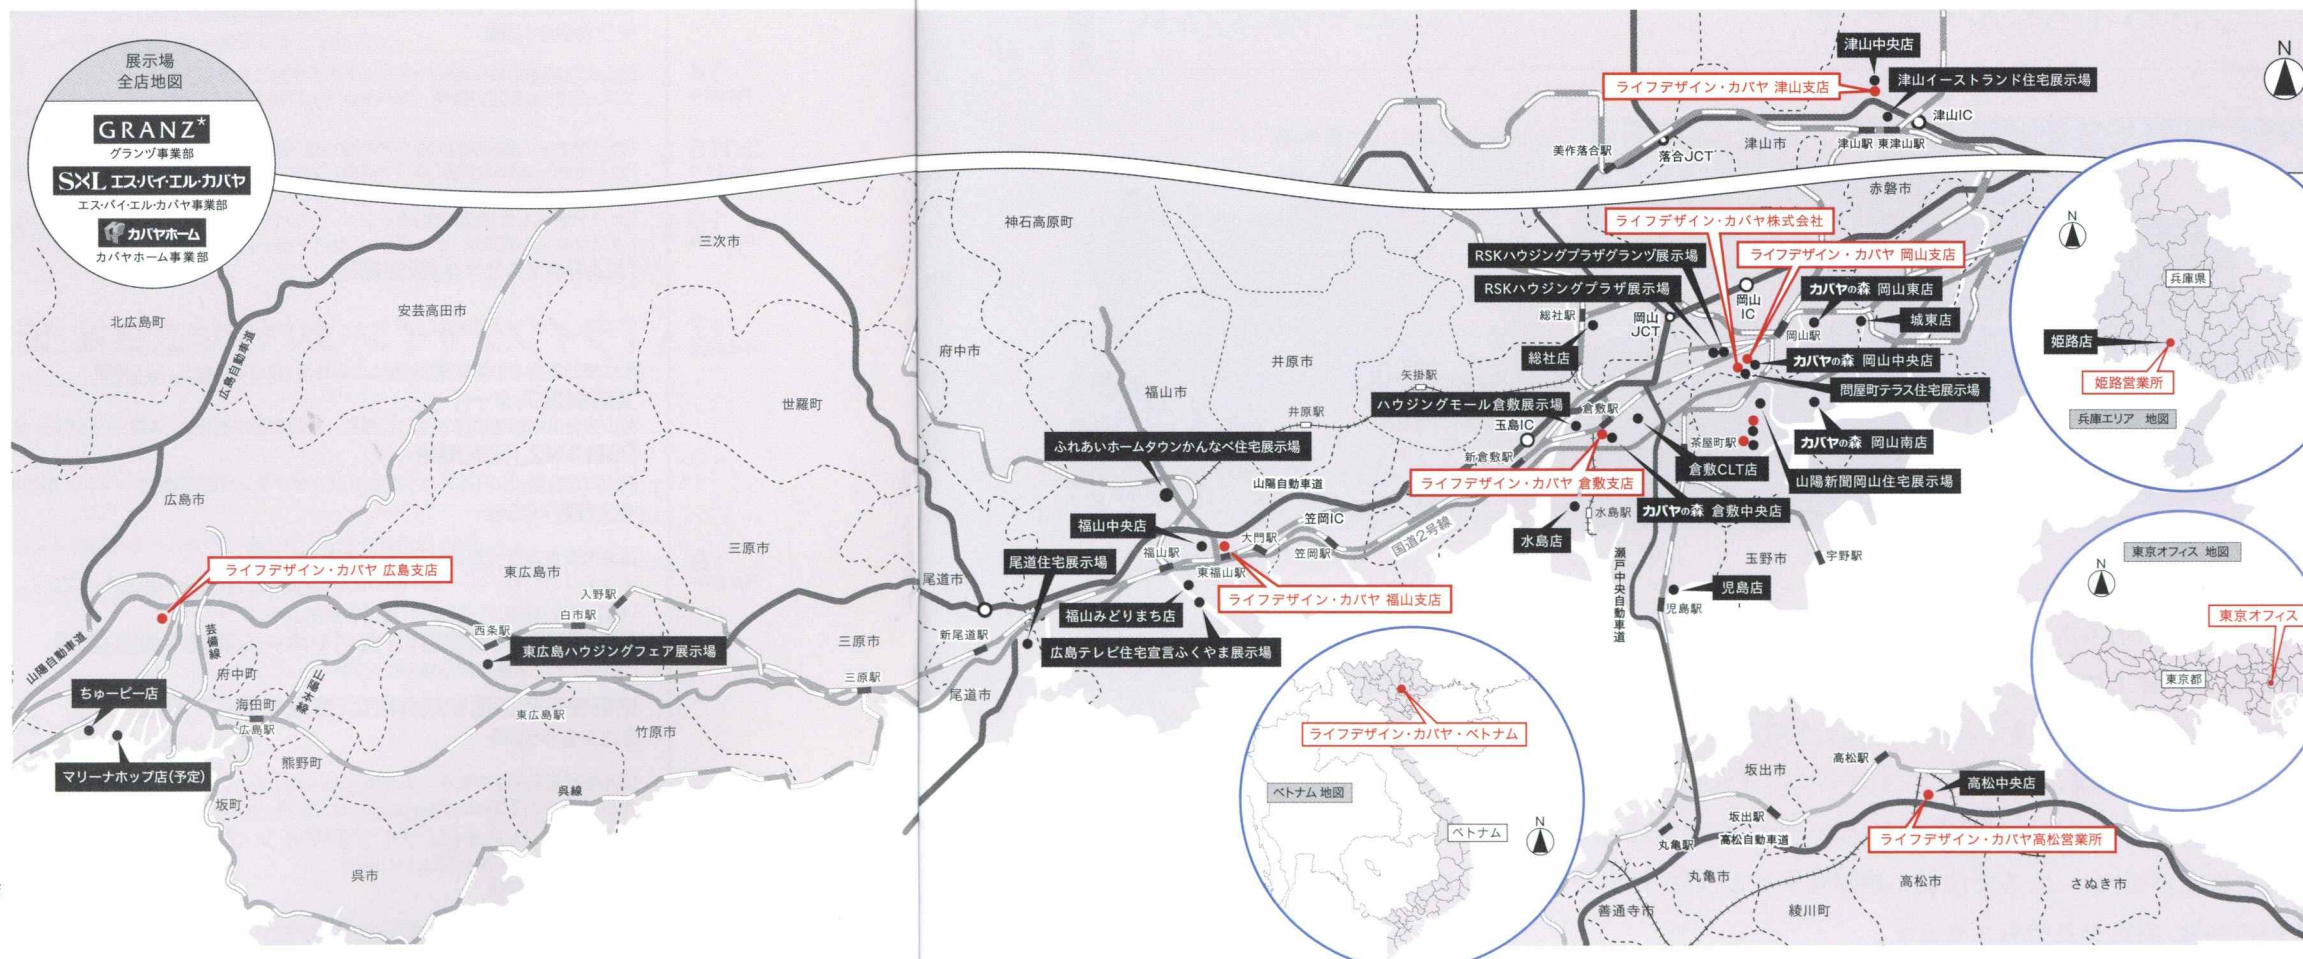 展示場
全店地図
GRANZ*
グランヅ事業部
S×L エス・バイ・エル・カバヤ
エス・バイ・エル・カバヤ事業部
カバヤホーム
カバヤホーム事業部
北広島町
広島自動車道
安芸高田市
三次市
世羅町
広島市
ライフデザイン・カバヤ 広島支店
山陽自動車道
芸備線
府中町
海田町
広島駅
山陽本線
熊野町
坂町
ちゅーピー店
マリーナホップ店(予定)
東広島市
入野駅
白市駅
西条駅
東広島ハウジングフェア展示場
東広島駅
竹原市
呉線
呉市
三原市
三原市
三原駅
神石高原町
府中市
福山市
井原市
矢掛駅
井原駅
ふれあいホームタウンかんなべ住宅展示場
山陽自動車道
福山中央店
福山駅
大門駅
東福山駅
笠岡IC
笠岡駅
国道2号線
尾道住宅展示場
尾道市
新尾道駅
尾道市
福山みどりまち店
ライフデザイン・カバヤ 福山支店
広島テレビ住宅宣言ふくやま展示場
津山中央店
ライフデザイン・カバヤ 津山支店
津山イーストランド住宅展示場
津山IC
美作落合駅
落合JCT
津山市
津山駅
東津山駅
赤磐市
ライフデザイン・カバヤ株式会社
RSKハウジングプラザグランヅ展示場
ライフデザイン・カバヤ 岡山支店
RSKハウジングプラザ展示場
岡山
IC
カバヤの森 岡山東店
総社駅
岡山
JCT
岡山駅
城東店
総社店
カバヤの森 岡山中央店
問屋町テラス住宅展示場
ハウジングモール倉敷展示場
倉敷駅
玉島IC
新倉敷駅
茶屋町駅
カバヤの森 岡山南店
倉敷CLT店
ライフデザイン・カバヤ 倉敷支店
山陽新聞岡山住宅展示場
カバヤの森 倉敷中央店
水島駅
水島店
瀬戸中央自動車道
玉野市
宇野駅
児島店
児島駅
N
N
兵庫県
姫路店
姫路営業所
兵庫エリア 地図
東京オフィス 地図
N
東京オフィス
東京都
ライフデザイン・カバヤ・ベトナム
ベトナム 地図
ベトナム
N
高松駅
坂出市
高松中央店
坂出駅
丸亀駅
高松自動車道
ライフデザイン・カバヤ高松営業所
丸亀市
高松市
さぬき市
善通寺市
綾川町